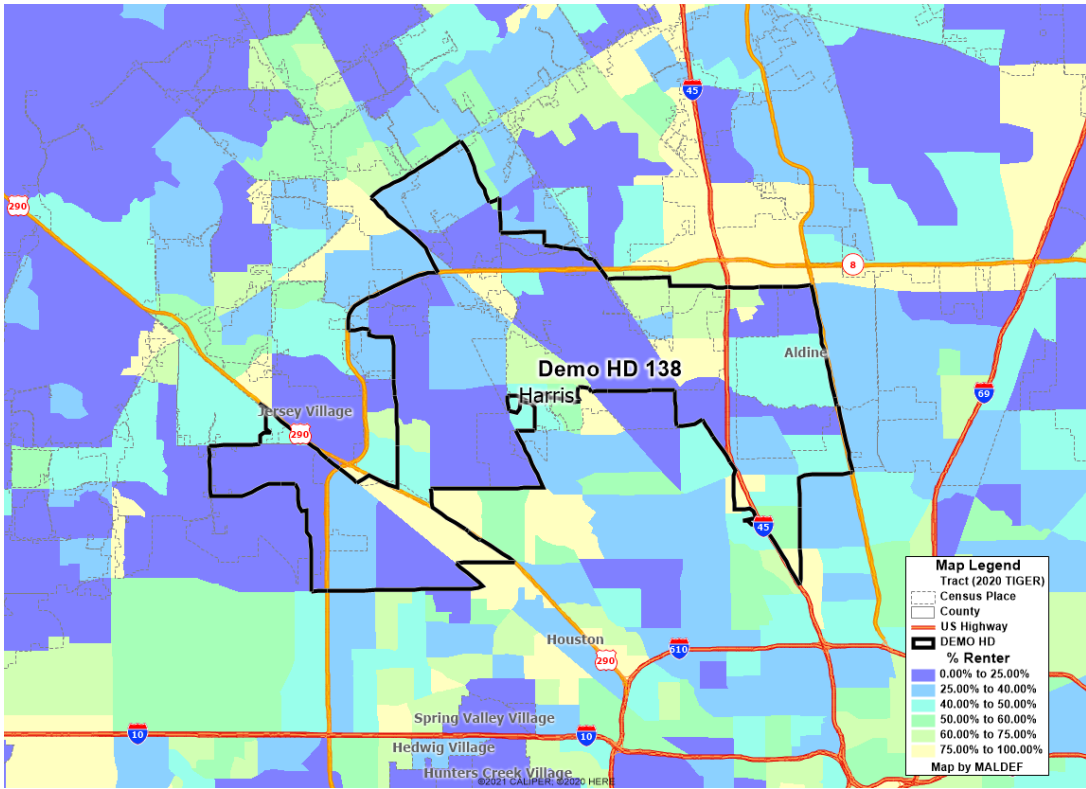 45
290
8
Aldine
Demo HD 138
Harris
69
Jersey Village
290
45
Map Legend
Tract (2020 TIGER)
Census Place
County
US Highway
DEMO HD
% Renter
0.00% to 25.00%
25.00% to 40.00%
40.00% to 50.00%
50.00% to 60.00%
60.00% to 75.00%
75.00% to 100.00%
Map by MALDEF
Houston
610
290
Spring Valley Village
10
10
Hedwig Village
Hunters Creek Village
©2021 CALIPER; ©2020 HERE